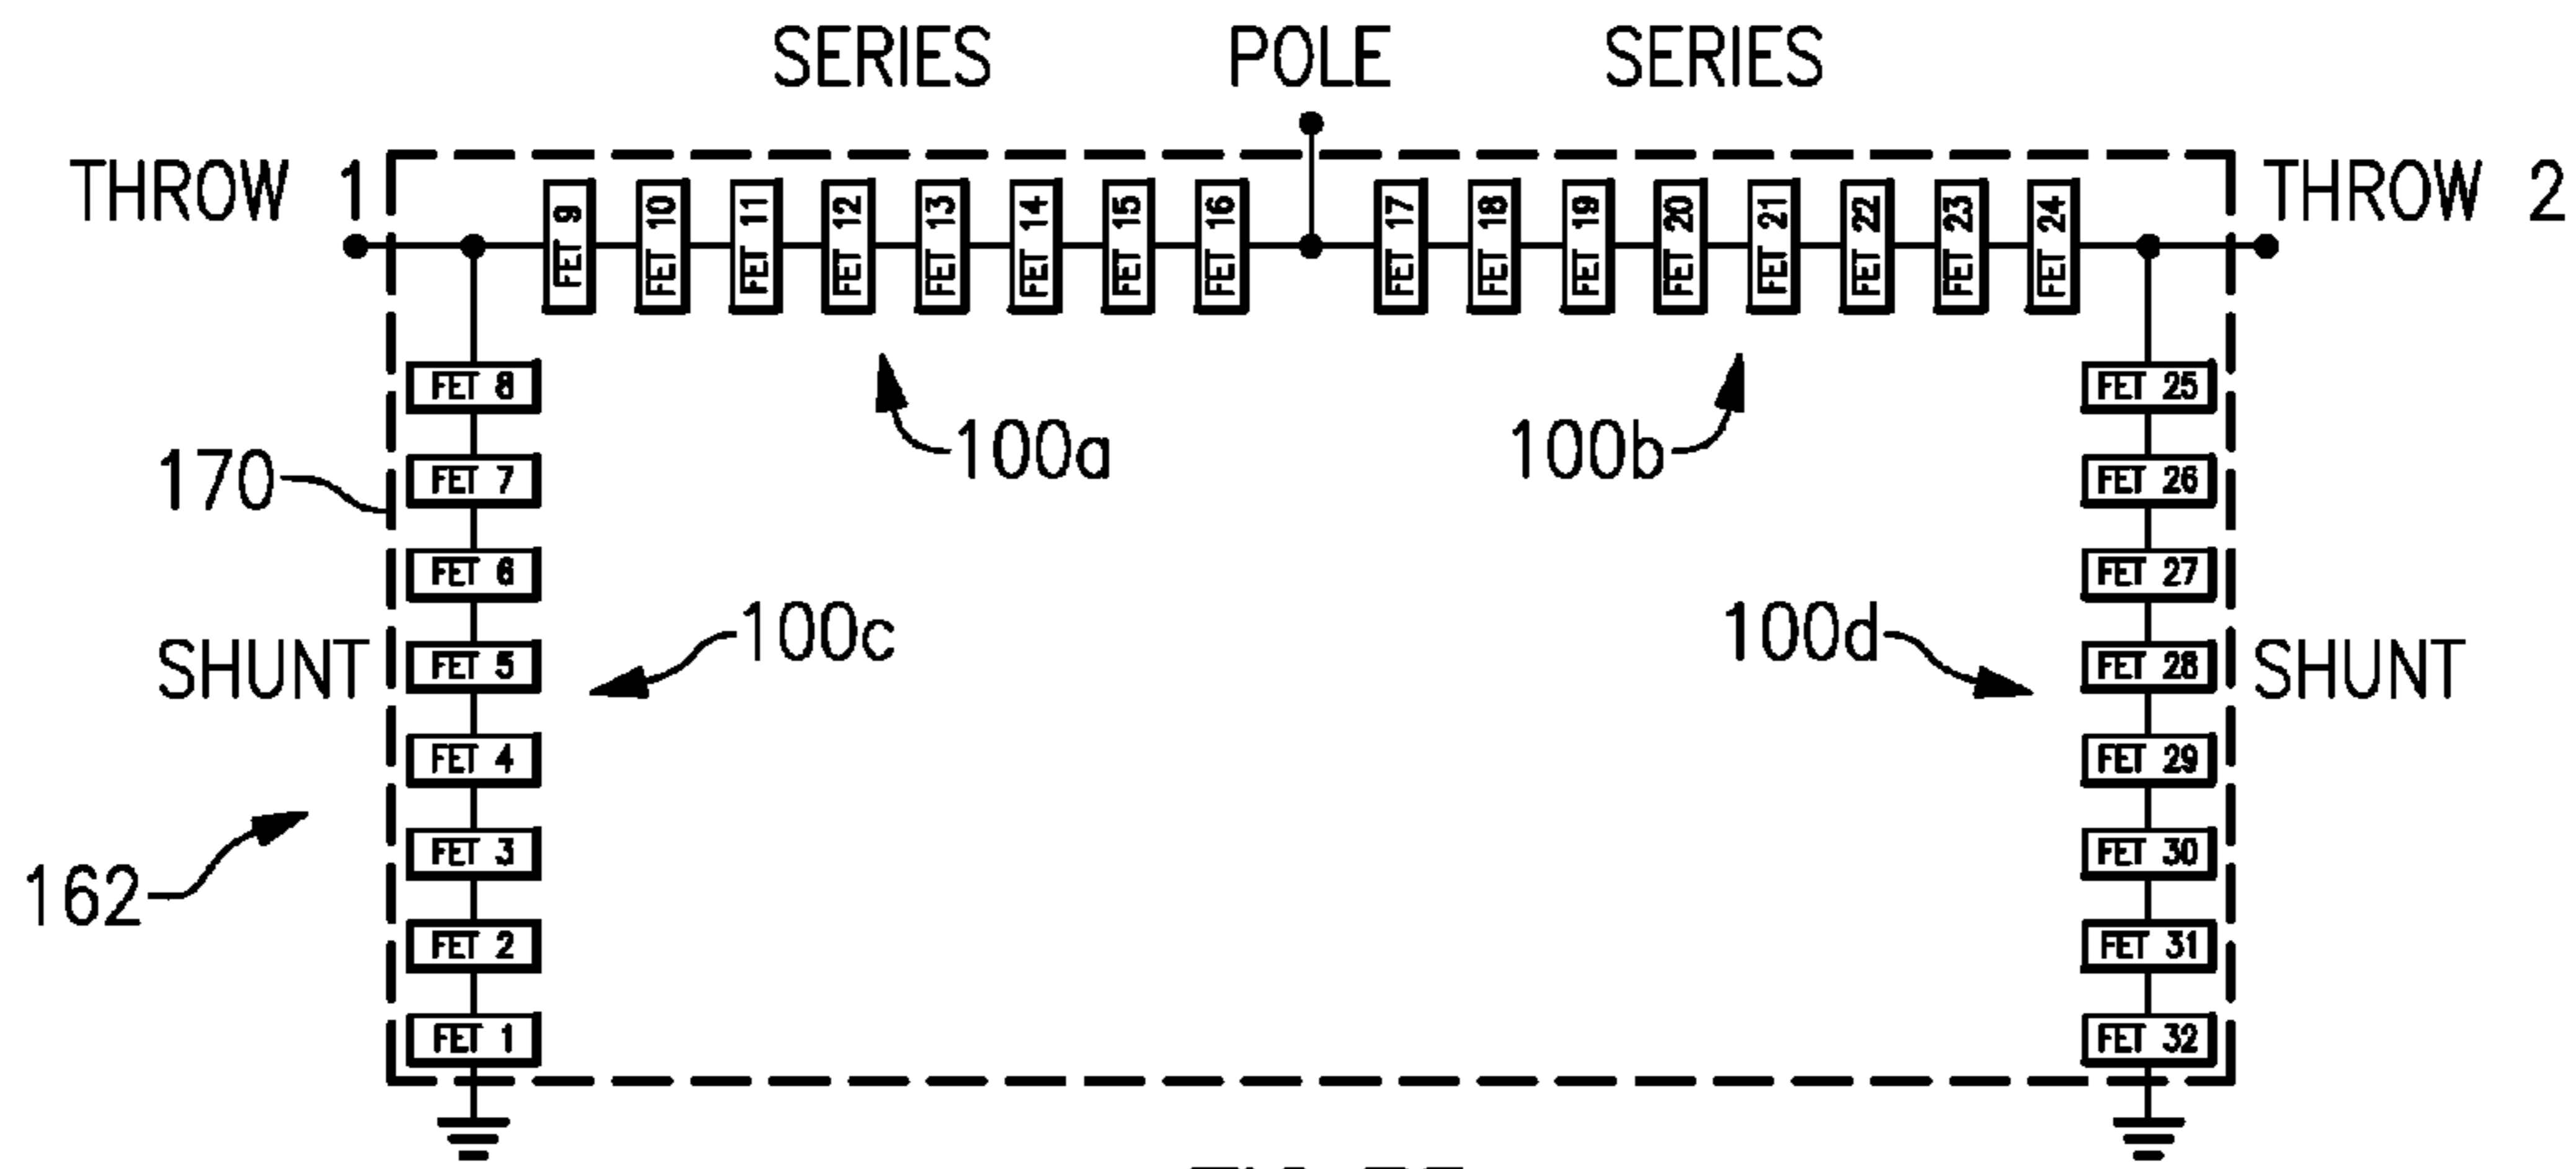 SERIES POLE SERIES
THROW 1
THROW 2
FET 9
FET 10
FET 11
FET 12
FET 13
FET 14
FET 15
FET 16
FET 17
FET 18
FET 19
FET 20
FET 21
FET 22
FET 23
FET 24
FET 8
FET 25
100a
100b
170
FET 7
FET 26
FET 6
FET 27
100c
100d
SHUNT
FET 5
FET 28
SHUNT
FET 4
FET 29
162
FET 3
FET 30
FET 2
FET 31
FET 1
FET 32